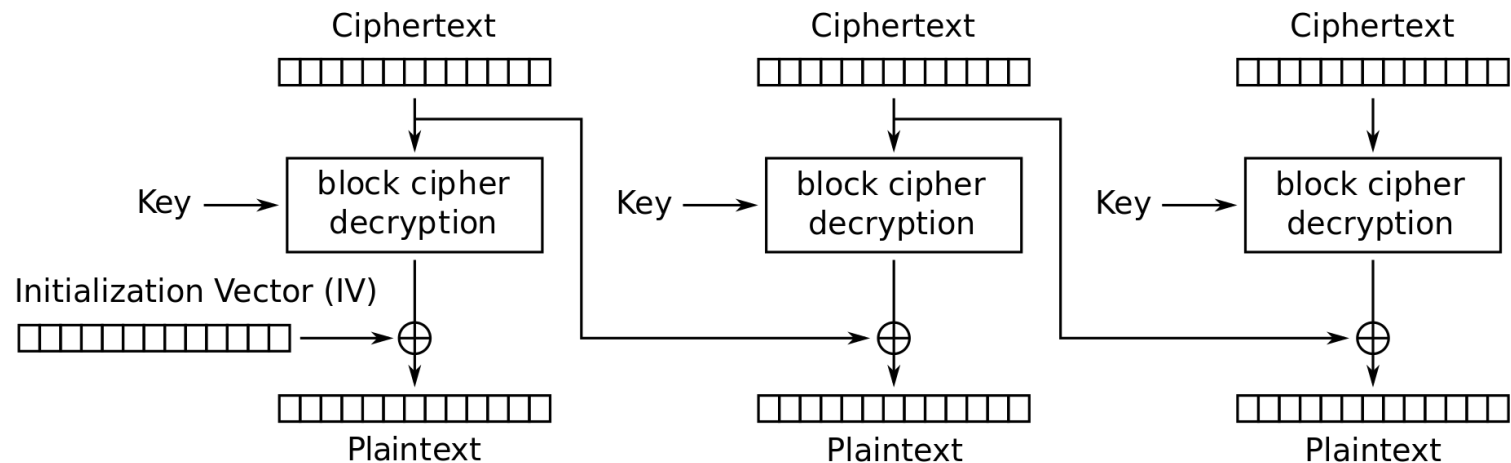 Ciphertext
Ciphertext
Ciphertext
block cipher
decryption
block cipher
decryption
block cipher
decryption
Key
Key
Key
Initialization Vector (IV)
Plaintext
Plaintext
Plaintext